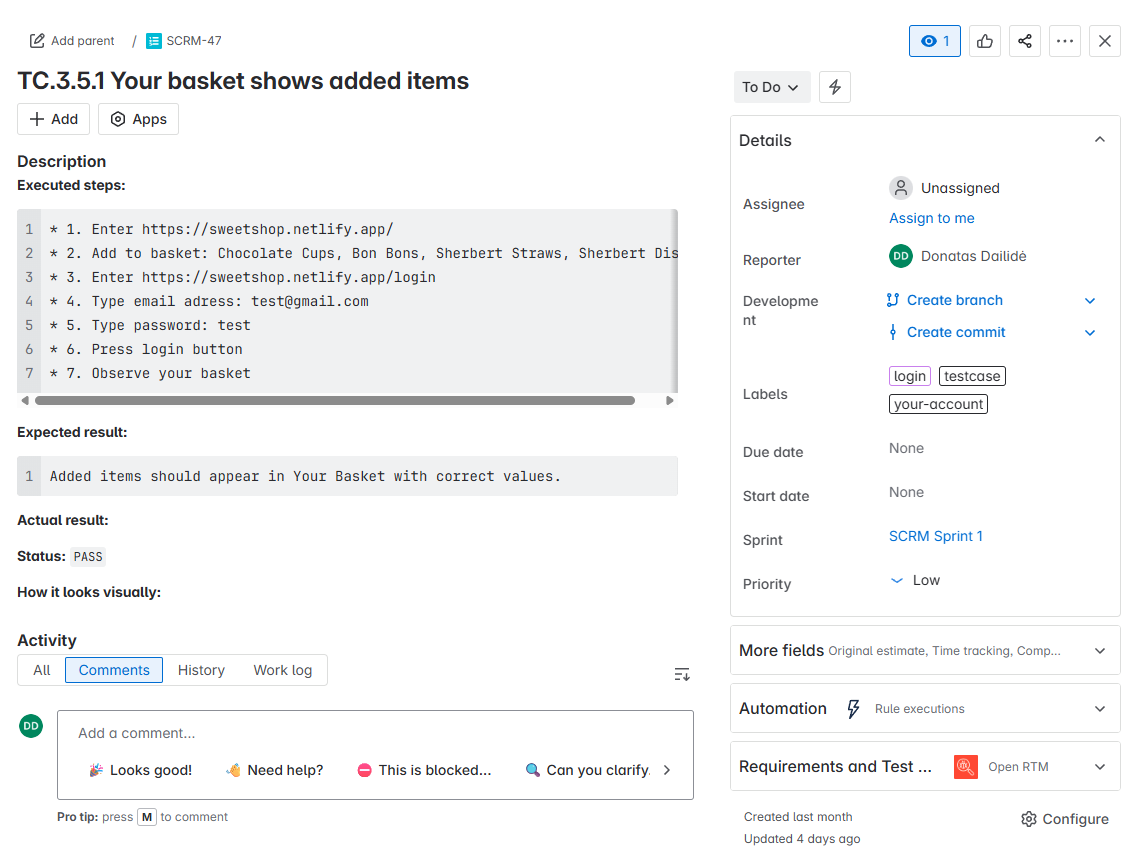 Add parent / SCRM-47
1
TC.3.5.1 Your basket shows added items
Add Apps
Description
Executed steps:
1 * 1. Enter https://sweetshop.netlify.app/
2 * 2. Add to basket: Chocolate Cups, Bon Bons, Sherbert Straws, Sherbert Dis
3 * 3. Enter https://sweetshop.netlify.app/login
4 * 4. Type email adress: test@gmail.com
5 * 5. Type password: test
6 * 6. Press login button
7 * 7. Observe your basket
Expected result:
1 Added items should appear in Your Basket with correct values.
Actual result:
Status: PASS
How it looks visually:
Activity
All Comments History Work log
DD
Add a comment...
Looks good! Need help? This is blocked... Can you clarify.
Pro tip: press M to comment
To Do
Details
Assignee
Unassigned
Assign to me
Reporter
DD Donatas Dailidė
Developme
nt
Create branch
Create commit
Labels
login testcase
your-account
Due date
None
Start date
None
Sprint
SCRM Sprint 1
Priority
Low
More fields Original estimate, Time tracking, Comp...
Automation Rule executions
Requirements and Test ... Open RTM
Created last month
Updated 4 days ago
Configure